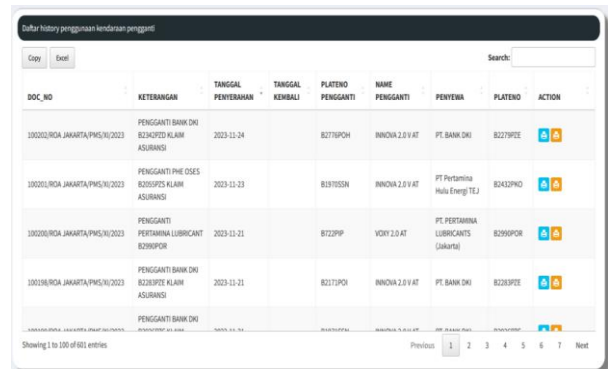 Daftar history penggunaan kendaraan pengganti
Copy Excel Search:
TANGGAL TANGGAL PLATENO NAME
DOC_NO KETERANGAN PENYERAHAN KEMBALI PENGGANTI PENGGANTI PENYEWA PLATENO ACTION
PENGGANTI BANK DKI
100202/ROA JAKARTA/PMS/XI/2023 B2342PZD KLAIM 2023-11-24 B2776POH INNOVA 2.0 V AT PT. BANK DKI B2279PZE
ASURANSI
PENGGANTI PHE OSES
100201/ROA JAKARTA/PMS/XI/2023 B2055PZS KLAIM 2023-11-23 B1970SSN INNOVA 2.0 V AT PT Pertamina Hulu Energi TEJ B2432PKO
ASURANSI
PENGGANTI PT. PERTAMINA
100200/ROA JAKARTA/PMS/XI/2023 PERTAMINA LUBRICANT 2023-11-21 B722PIP VOXY 2.0 AT LUBRICANTS B2990POR
B2990POR (Jakarta)
PENGGANTI BANK DKI
100198/ROA JAKARTA/PMS/XI/2023 B2283PZE KLAIM 2023-11-21 B2171POI INNOVA 2.0 V AT PT. BANK DKI B2283PZE
ASURANSI
PENGGANTI BANK DKI
Showing 1 to 100 of 601 entries Previous 1 2 3 4 5 6 7 Next